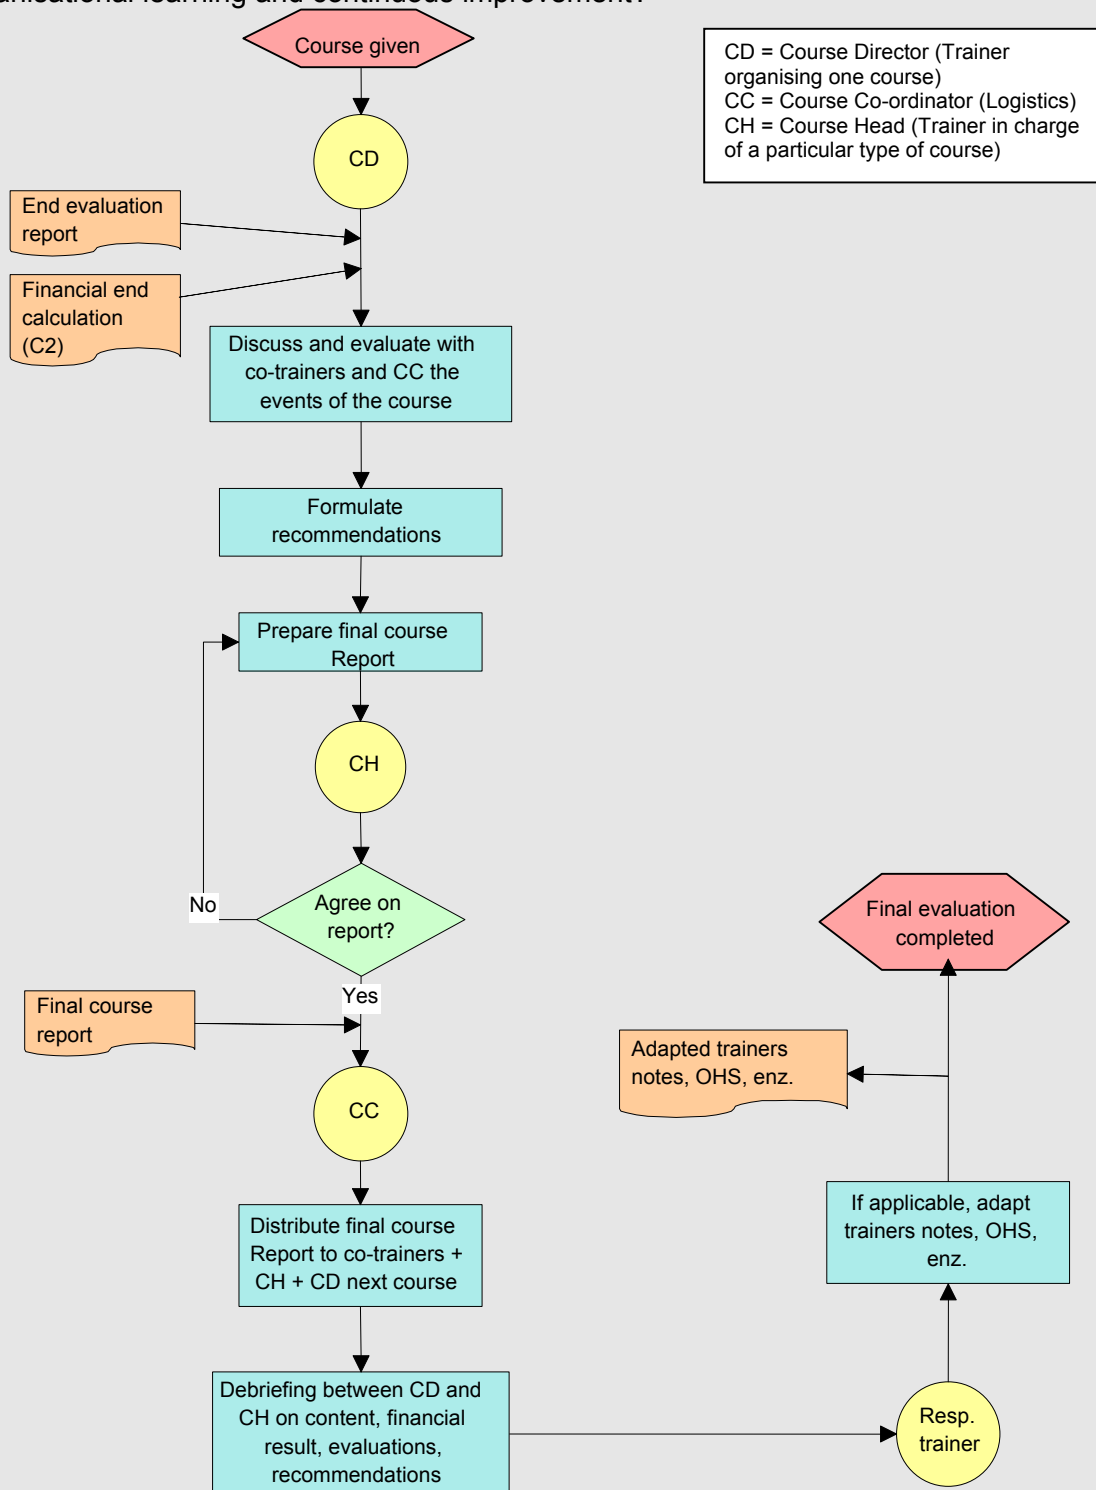 anisational learning and continuous improvement?
Course given
CD = Course Director (Trainer
organising one course)
CC = Course Co-ordinator (Logistics)
CH = Course Head (Trainer in charge
of a particular type of course)
CD
End evaluation
report
Financial end
calculation
(C2)
Discuss and evaluate with
co-trainers and CC the
events of the course
Formulate
recommendations
Prepare final course
Report
CH
Agree on
report?
No
Yes
Final course
report
CC
Distribute final course
Report to co-trainers +
CH + CD next course
Debriefing between CD and
CH on content, financial
result, evaluations,
recommendations
Resp.
trainer
If applicable, adapt
trainers notes, OHS,
enz.
Adapted trainers
notes, OHS, enz.
Final evaluation
completed